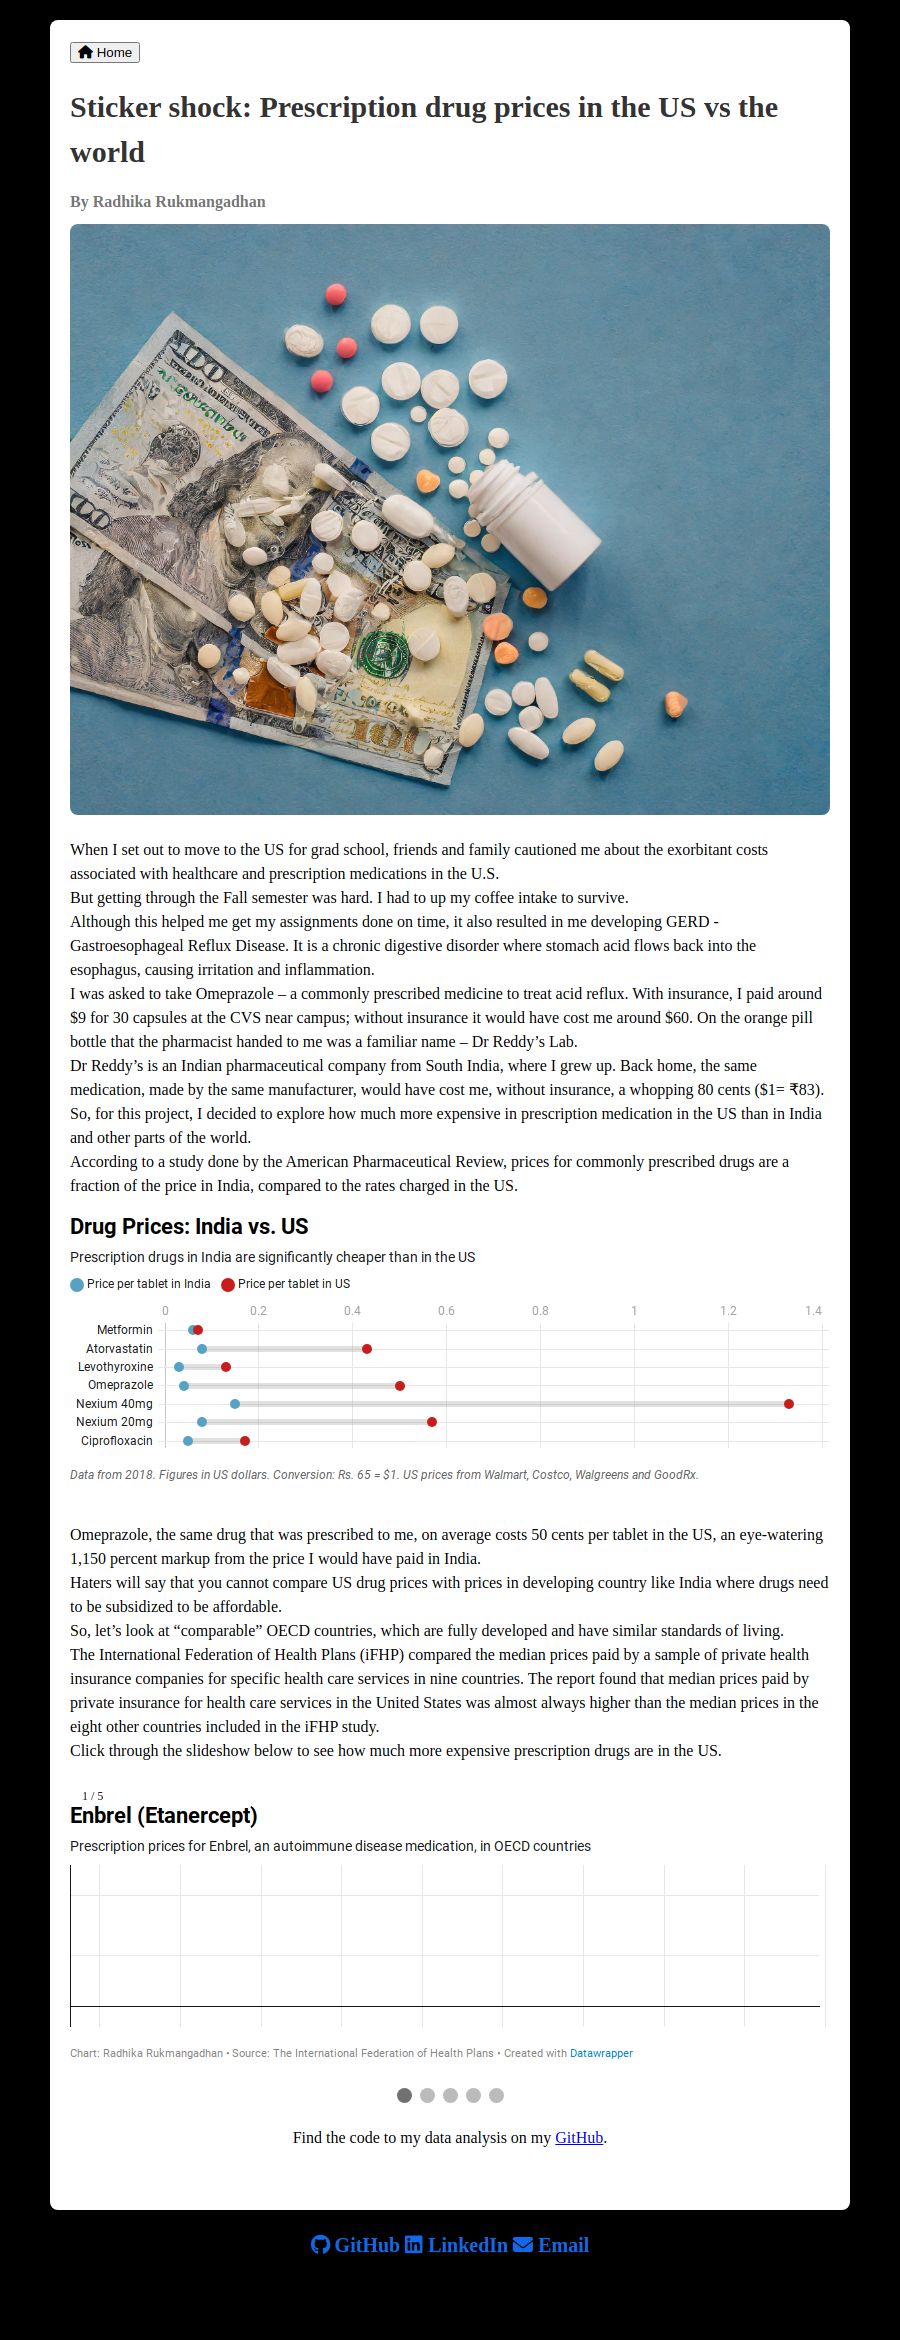 Home
Sticker shock: Prescription drug prices in the US vs the
world
By Radhika Rukmangadhan
100
100
100
When I set out to move to the US for grad school, friends and family cautioned me about the exorbitant costs
associated with healthcare and prescription medications in the U.S.
But getting through the Fall semester was hard. I had to up my coffee intake to survive.
Although this helped me get my assignments done on time, it also resulted in me developing GERD -
Gastroesophageal Reflux Disease. It is a chronic digestive disorder where stomach acid flows back into the
esophagus, causing irritation and inflammation.
I was asked to take Omeprazole – a commonly prescribed medicine to treat acid reflux. With insurance, I paid around
$9 for 30 capsules at the CVS near campus; without insurance it would have cost me around $60. On the orange pill
bottle that the pharmacist handed to me was a familiar name – Dr Reddy’s Lab.
Dr Reddy’s is an Indian pharmaceutical company from South India, where I grew up. Back home, the same
medication, made by the same manufacturer, would have cost me, without insurance, a whopping 80 cents ($1= ₹83).
So, for this project, I decided to explore how much more expensive in prescription medication in the US than in India
and other parts of the world.
According to a study done by the American Pharmaceutical Review, prices for commonly prescribed drugs are a
fraction of the price in India, compared to the rates charged in the US.
Drug Prices: India vs. US
Prescription drugs in India are significantly cheaper than in the US
Price per tablet in India Price per tablet in US
0 0.2 0.4 0.6 0.8 1 1.2 1.4
Metformin
Atorvastatin
Levothyroxine
Omeprazole
Nexium 40mg
Nexium 20mg
Ciprofloxacin
Data from 2018. Figures in US dollars. Conversion: Rs. 65 = $1. US prices from Walmart, Costco, Walgreens and GoodRx.
Omeprazole, the same drug that was prescribed to me, on average costs 50 cents per tablet in the US, an eye-watering
1,150 percent markup from the price I would have paid in India.
Haters will say that you cannot compare US drug prices with prices in developing country like India where drugs need
to be subsidized to be affordable.
So, let’s look at “comparable” OECD countries, which are fully developed and have similar standards of living.
The International Federation of Health Plans (iFHP) compared the median prices paid by a sample of private health
insurance companies for specific health care services in nine countries. The report found that median prices paid by
private insurance for health care services in the United States was almost always higher than the median prices in the
eight other countries included in the iFHP study.
Click through the slideshow below to see how much more expensive prescription drugs are in the US.
1 / 5
Enbrel (Etanercept)
Prescription prices for Enbrel, an autoimmune disease medication, in OECD countries
Chart: Radhika Rukmangadhan • Source: The International Federation of Health Plans • Created with Datawrapper
Find the code to my data analysis on my GitHub.
GitHub LinkedIn Email